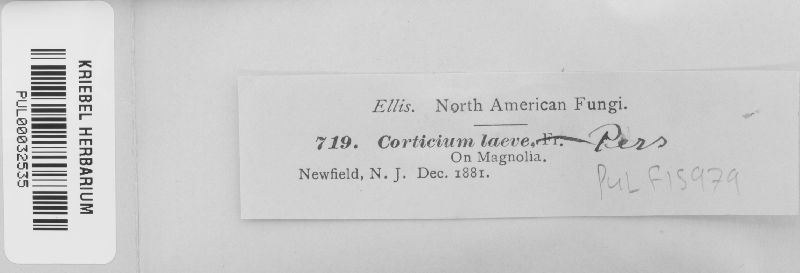 KRIEBEL HERBARIUM
PUL00032535
Ellis. North American Fungi.
719. Corticium laeve, Fr. Pers
On Magnolia.
Newfield, N. J. Dec. 1881.
PUL F15979